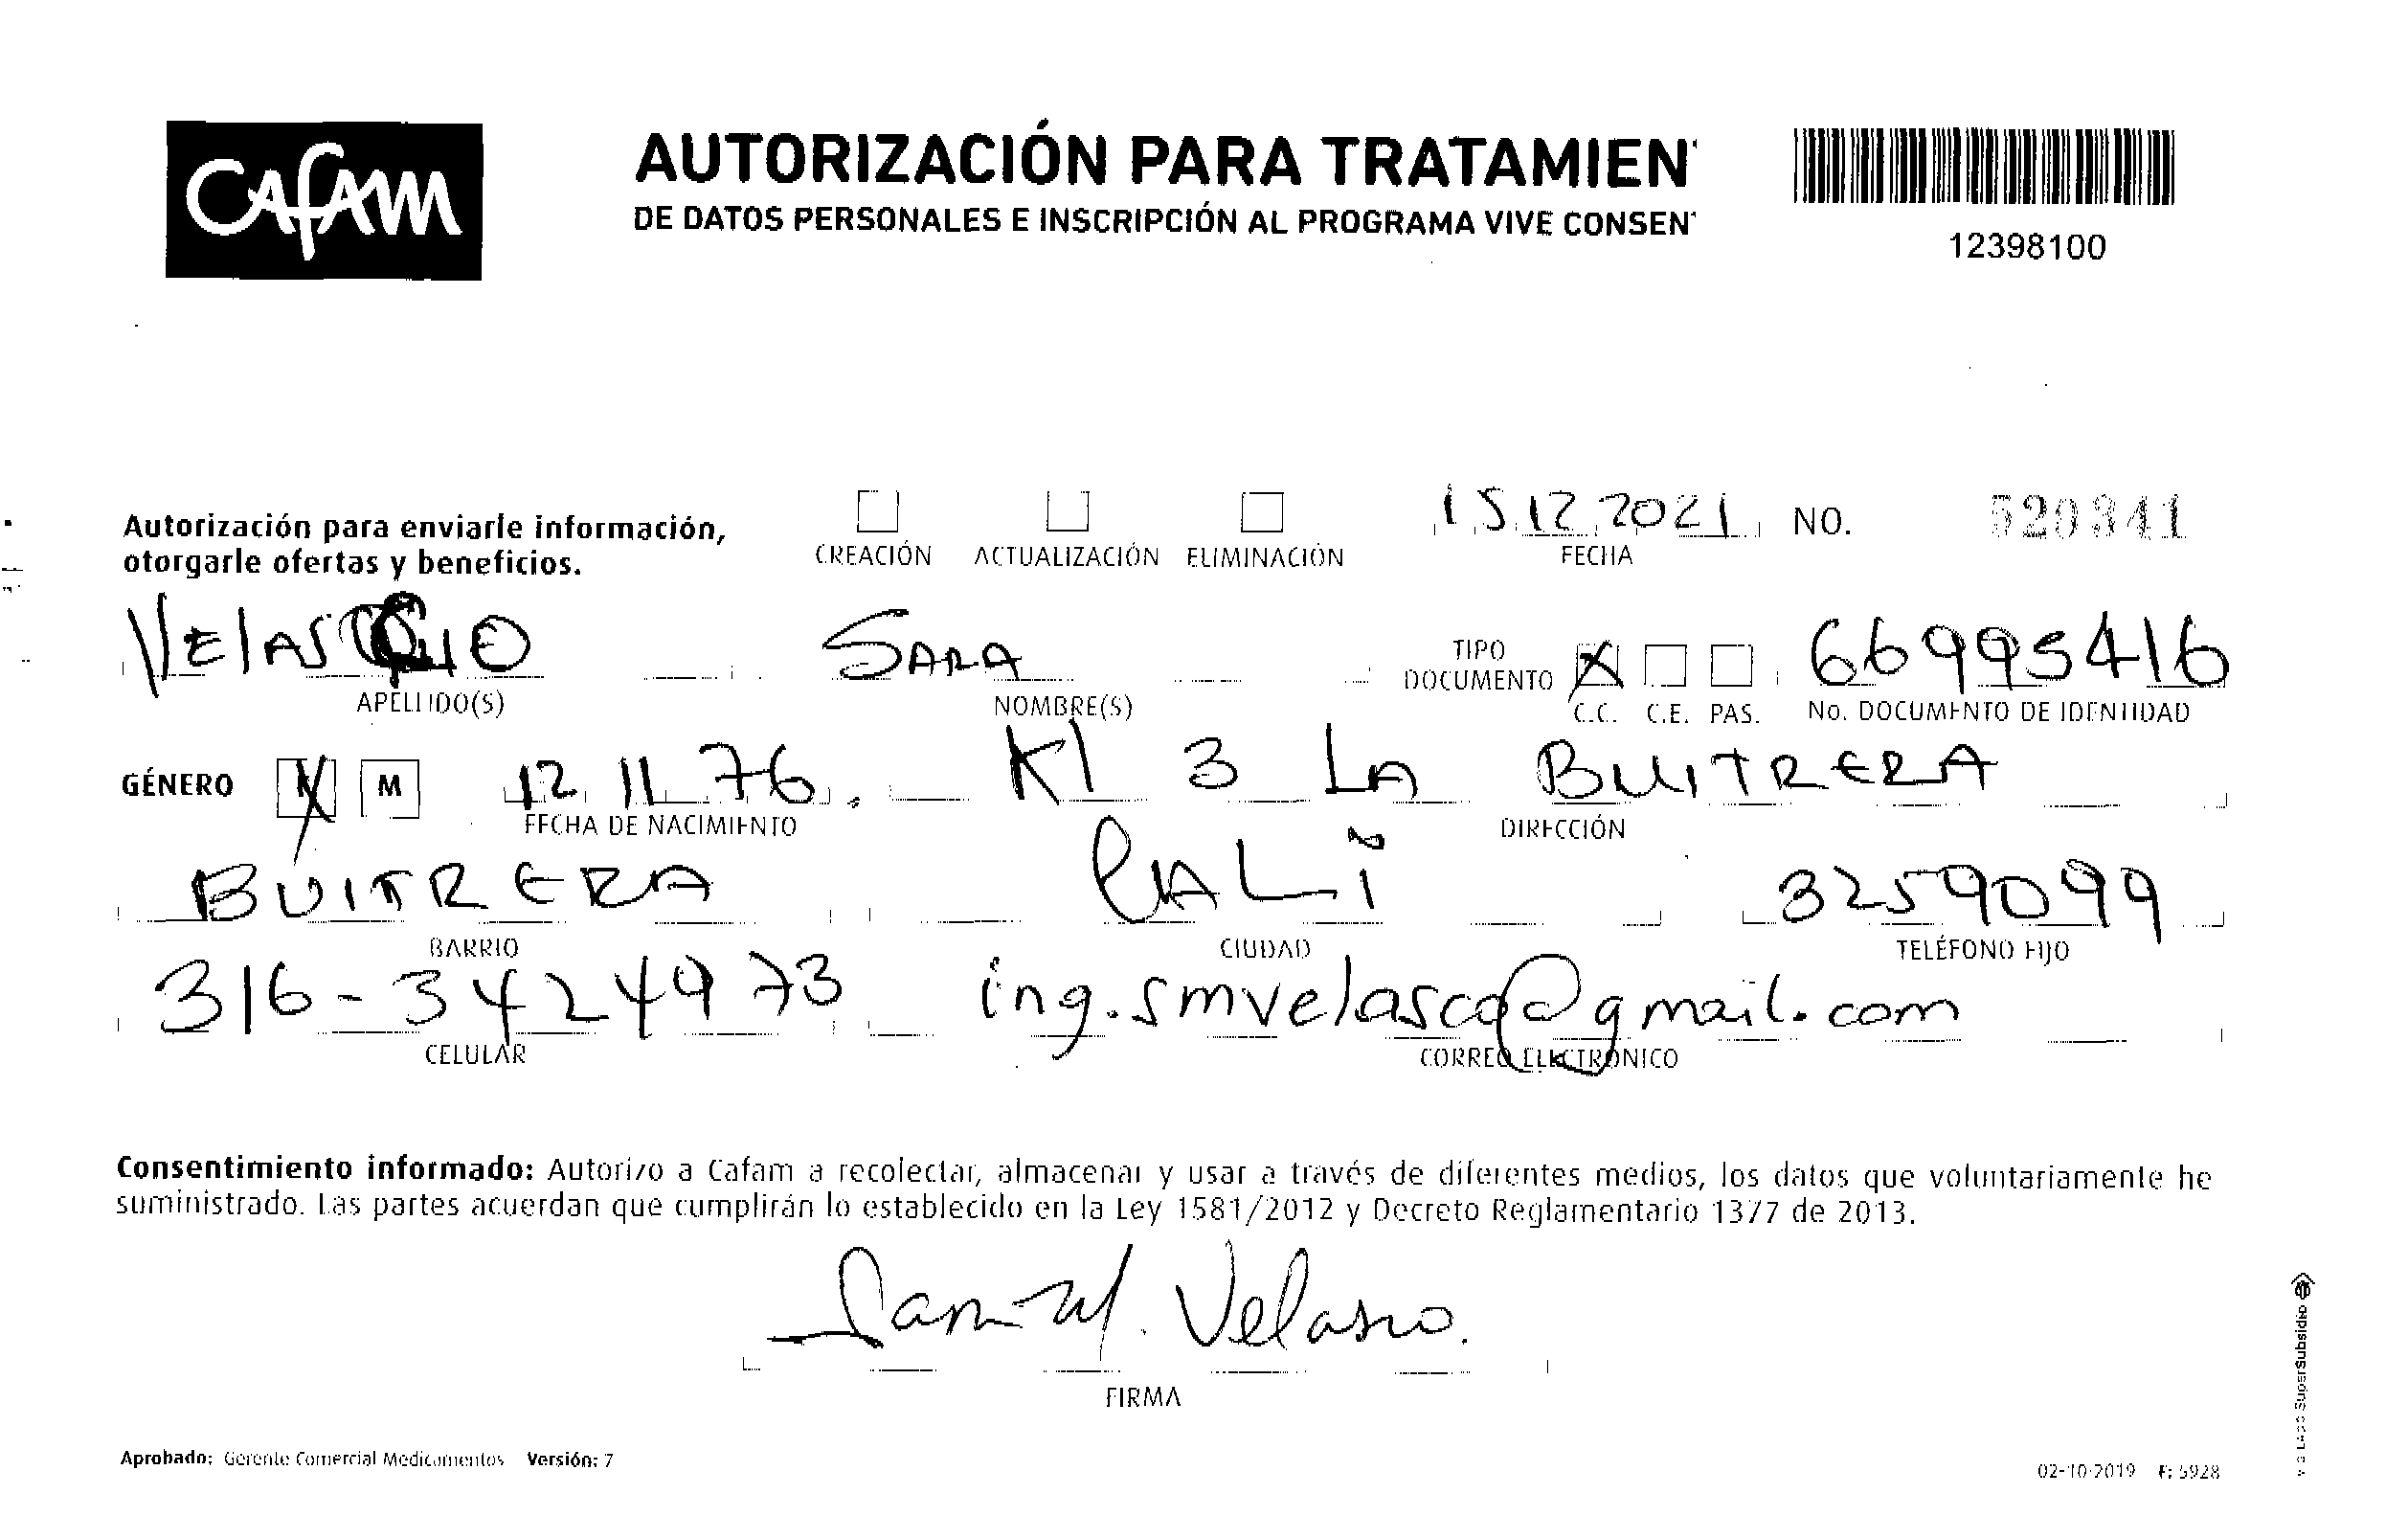 Cafam
AUTORIZACIÓN PARA TRATAMIEN
DE DATOS PERSONALES E INSCRIPCIÓN AL PROGRAMA VIVE CONSEN
12398100
Autorización para enviarle información,
otorgarle ofertas y beneficios.
CREACIÓN ACTUALIZACIÓN ELIMINACIÓN
15 12 2021 NO. 520341
FECHA
SARA
TIPO
DOCUMENTO X 66995416
APELLIDO(S) NOMBRE(S) C.C. C.E. PAS. No. DOCUMENTO DE IDENTIDAD
GÉNERO M 12 11 76. Kl 3 LA BUITRERA
FECHA DE NACIMIENTO DIRECCIÓN
BUITRERA CALi 3259099
BARRIO CIUDAD TELÉFONO FIJO
316-3424973 ing.smvelasco@gmail.com
CELULAR CORREO ELECTRÓNICO
Consentimiento informado: Autorizo a Cafam a recolectar, almacenar y usar a través de diferentes medios, los datos que voluntariamente he
suministrado. Las partes acuerdan que cumplirán lo establecido en la Ley 1581/2012 y Decreto Reglamentario 1377 de 2013.
Sara M. Velasco.
FIRMA
Aprobado: Gerente Comercial Medicamentos Versión: 7
02-10-2019 F: 5928
VIGILADO SuperSubsidio